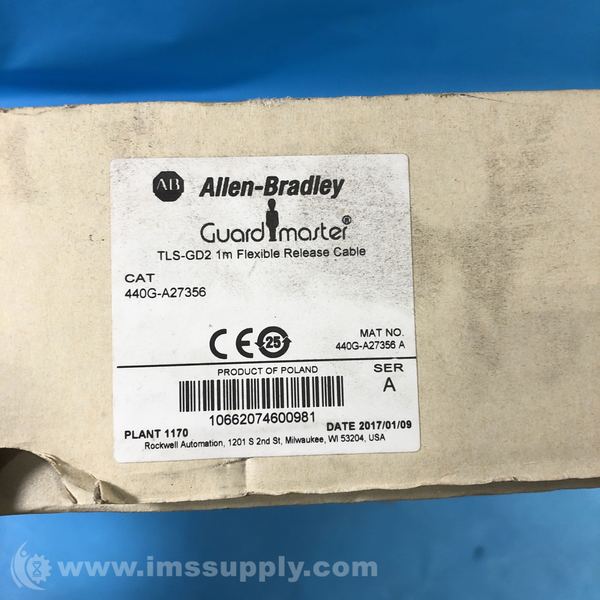 AB Allen-Bradley
Guardmaster®
TLS-GD2 1m Flexible Release Cable
CAT
440G-A27356
CE 25
MAT NO.
440G-A27356 A
PRODUCT OF POLAND
SER
A
10662074600981
PLANT 1170
DATE 2017/01/09
Rockwell Automation, 1201 S 2nd St, Milwaukee, WI 53204, USA
www.imssupply.com